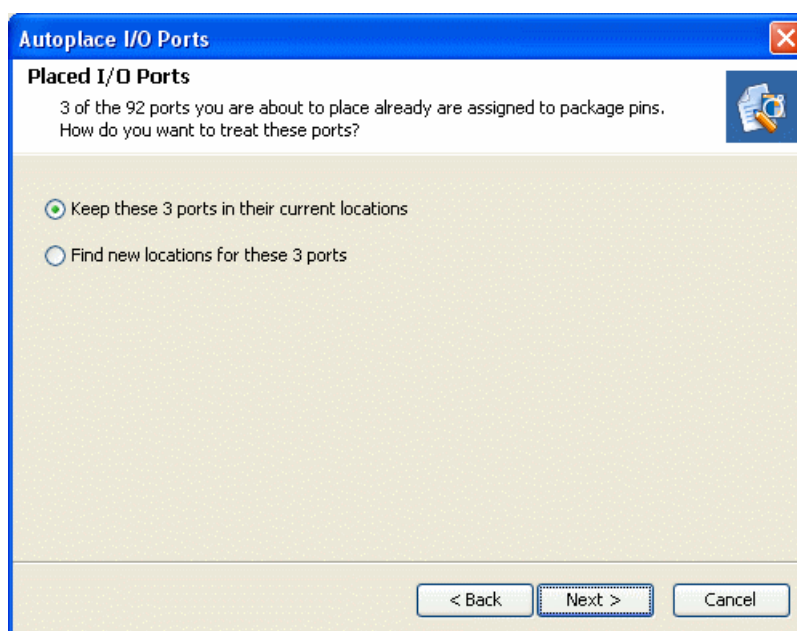 Autoplace I/O Ports
Placed I/O Ports
3 of the 92 ports you are about to place already are assigned to package pins.
How do you want to treat these ports?
Keep these 3 ports in their current locations
Find new locations for these 3 ports
< Back
Next >
Cancel